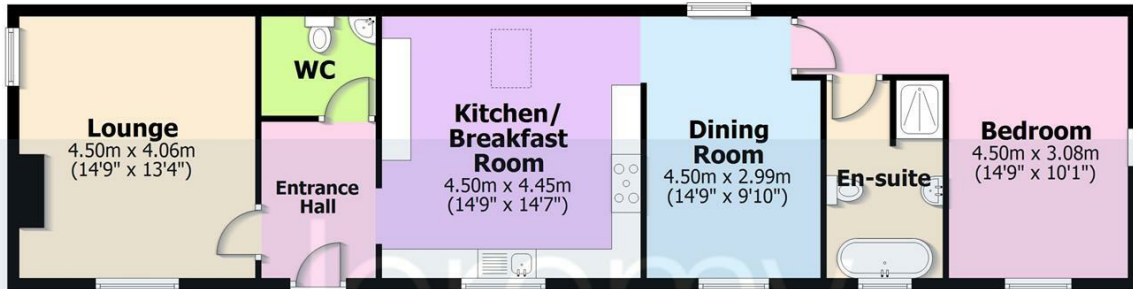 Lounge
4.50m x 4.06m
(14'9" x 13'4")
WC
Entrance
Hall
Kitchen/
Breakfast
Room
4.50m x 4.45m
(14'9" x 14'7")
Dining
Room
4.50m x 2.99m
(14'9" x 9'10")
En-suite
Bedroom
4.50m x 3.08m
(14'9" x 10'1")